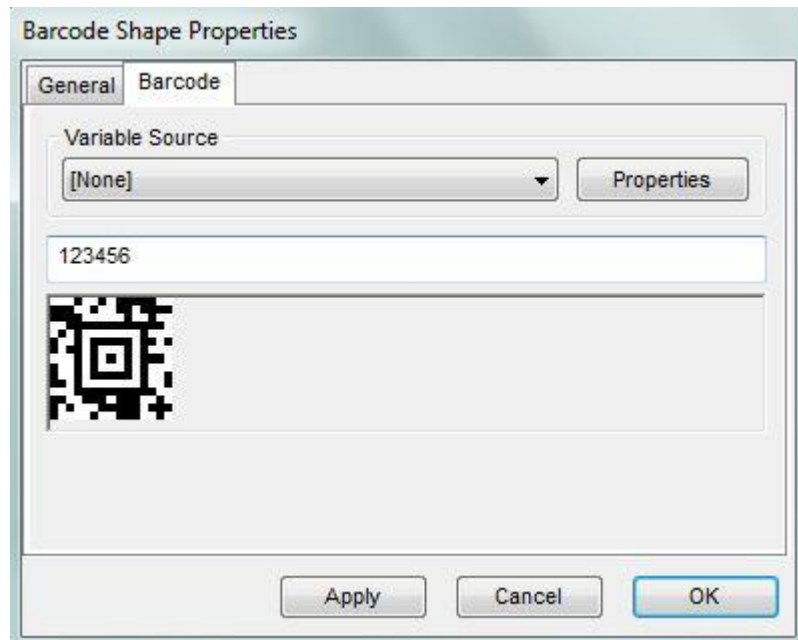 Barcode Shape Properties
General Barcode
Variable Source
[None] Properties
123456
Apply Cancel OK